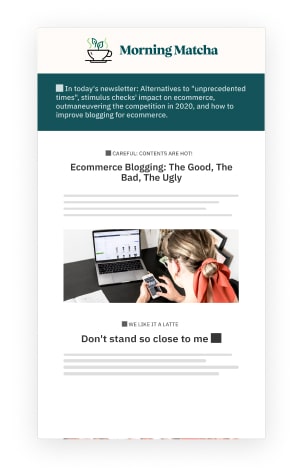 Morning Matcha
In today's newsletter: Alternatives to "unprecedented
times", stimulus checks' impact on ecommerce,
outmaneuvering the competition in 2020, and how to
improve blogging for ecommerce.
CAREFUL: CONTENTS ARE HOT!
Ecommerce Blogging: The Good, The
Bad, The Ugly
WE LIKE IT A LATTE
Don't stand so close to me